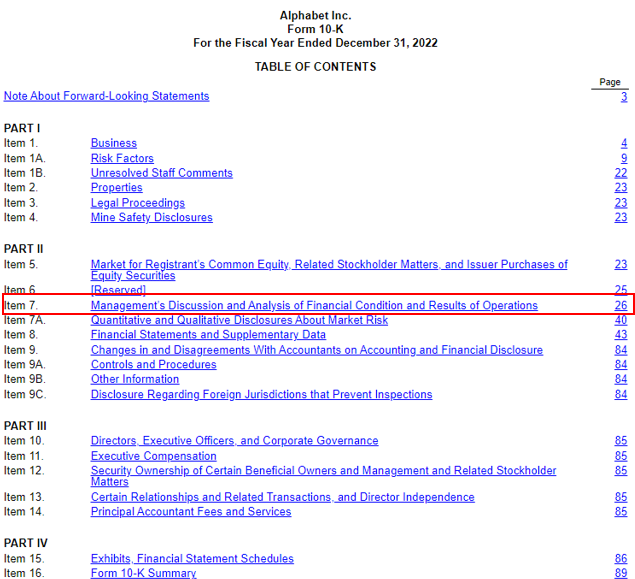 Alphabet Inc.
Form 10-K
For the Fiscal Year Ended December 31, 2022
TABLE OF CONTENTS
Page
Note About Forward-Looking Statements 3
PART I
Item 1. Business 4
Item 1A. Risk Factors 9
Item 1B. Unresolved Staff Comments 22
Item 2. Properties 23
Item 3. Legal Proceedings 23
Item 4. Mine Safety Disclosures 23
PART II
Item 5. Market for Registrant's Common Equity, Related Stockholder Matters, and Issuer Purchases of 23
Equity Securities
Item 6. [Reserved] 25
Item 7. Management's Discussion and Analysis of Financial Condition and Results of Operations 26
Item 7A. Quantitative and Qualitative Disclosures About Market Risk 40
Item 8. Financial Statements and Supplementary Data 43
Item 9. Changes in and Disagreements With Accountants on Accounting and Financial Disclosure 84
Item 9A. Controls and Procedures 84
Item 9B. Other Information 84
Item 9C. Disclosure Regarding Foreign Jurisdictions that Prevent Inspections 84
PART III
Item 10. Directors, Executive Officers, and Corporate Governance 85
Item 11. Executive Compensation 85
Item 12. Security Ownership of Certain Beneficial Owners and Management and Related Stockholder 85
Matters
Item 13. Certain Relationships and Related Transactions, and Director Independence 85
Item 14. Principal Accountant Fees and Services 85
PART IV
Item 15. Exhibits, Financial Statement Schedules 86
Item 16. Form 10-K Summary 89